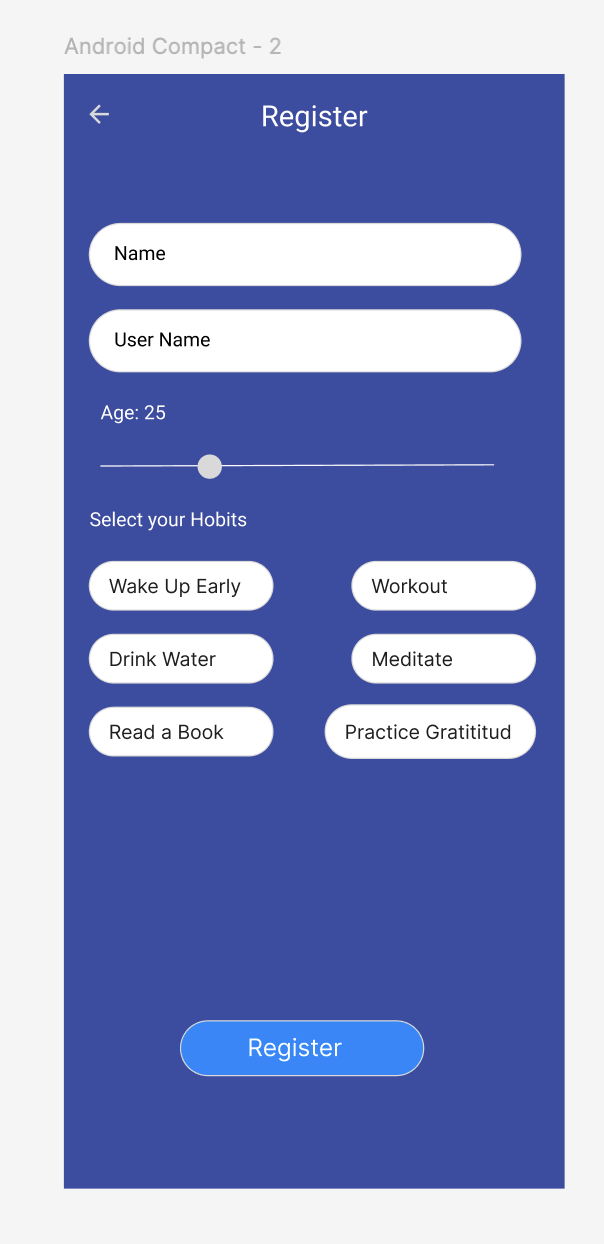 Android Compact - 2
Register
Name
User Name
Age: 25
Select your Hobits
Wake Up Early
Workout
Drink Water
Meditate
Read a Book
Practice Gratititud
Register